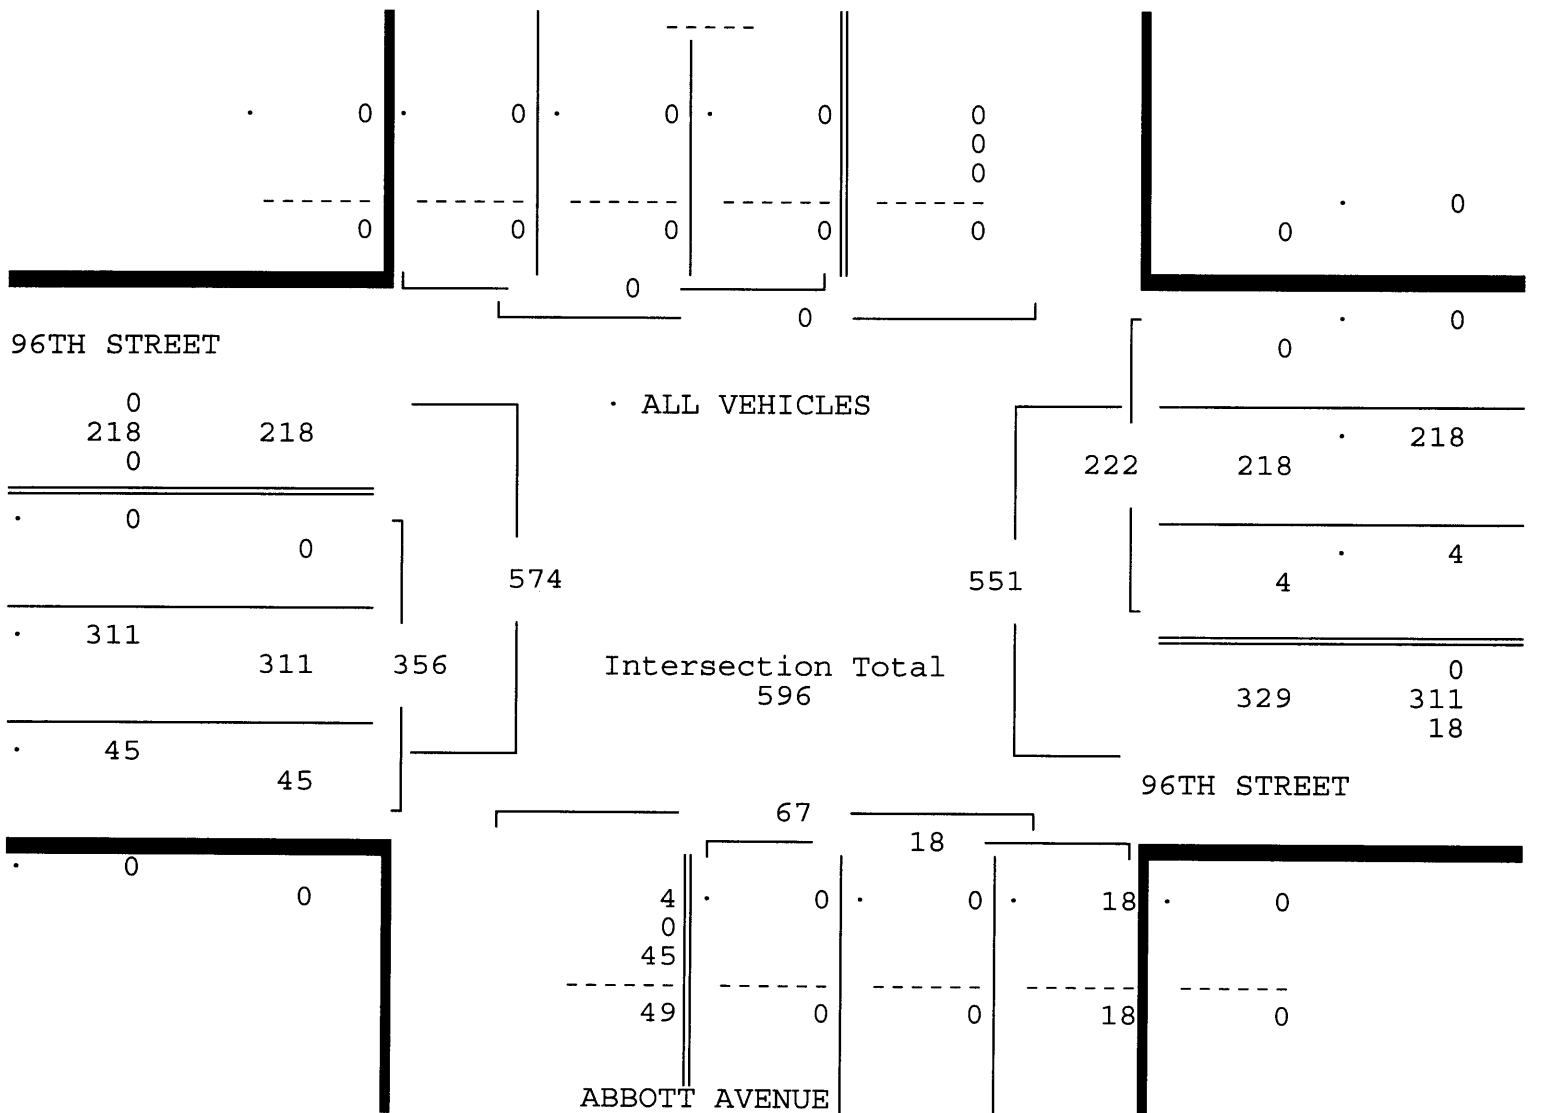 -----
· 0 · 0 · 0 · 0 0
0
0
------ ------ ------ ------ ------
· 0
0 0 0 0 0
0
0
0
· 0
96TH STREET
0
0
· ALL VEHICLES
218 218
· 218
0
222 218
· 0
0
· 4
574 551 4
· 311
311 356 Intersection Total
0
596
329 311
18
· 45
45
96TH STREET
67
18
· 0
0
4 · 0 · 0 · 18 · 0
0
45
------ ------ ------ ------ ------
49 0 0 18 0
ABBOTT AVENUE